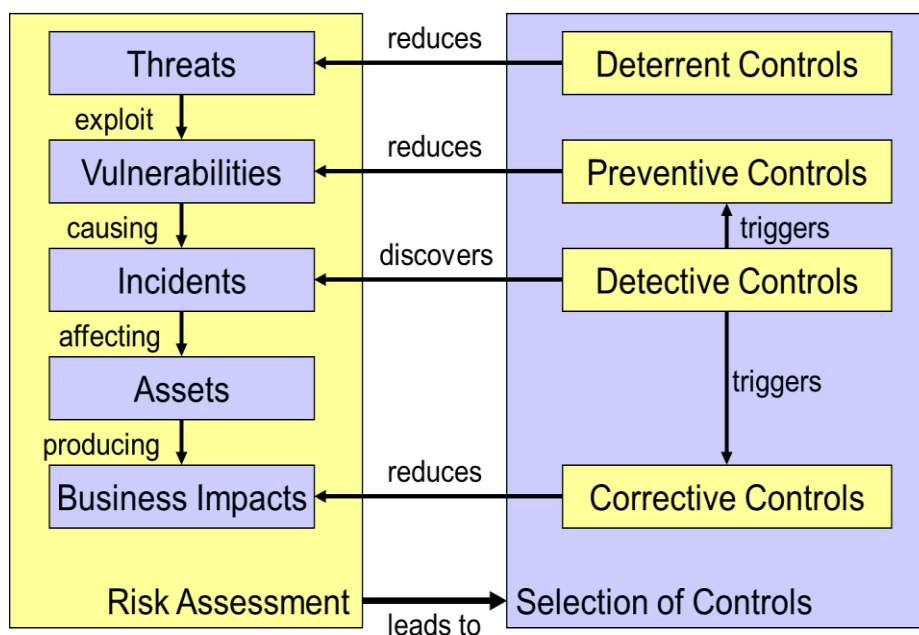 reduces
Threats
Deterrent Controls
exploit
reduces
Vulnerabilities
Preventive Controls
causing
triggers
discovers
Incidents
Detective Controls
affecting
Assets
triggers
producing
reduces
Business Impacts
Corrective Controls
Risk Assessment
Selection of Controls
leads to